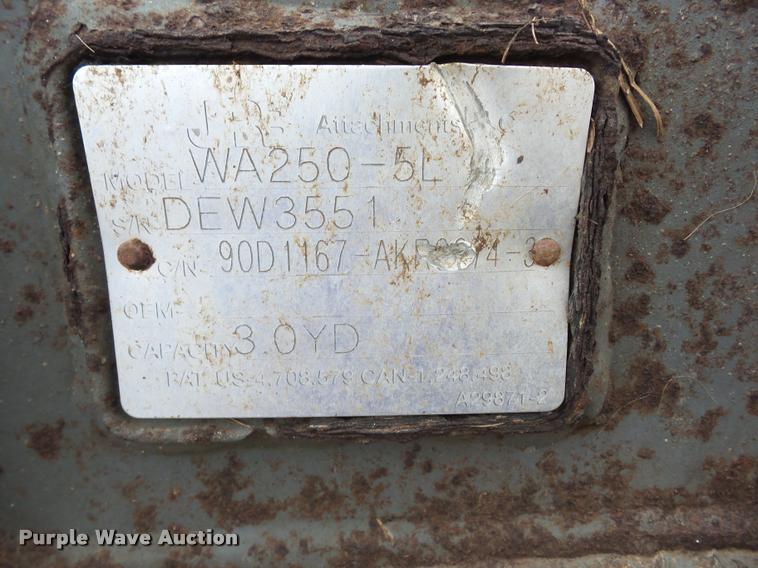 Attachments
MODEL WA250-5L
S/N DEW3551
C/N-
OEM-
CAPACITY 3.0YD
PAT. US-4,708,579 CAN-1,248,498
A29871-2
Purple Wave Auction